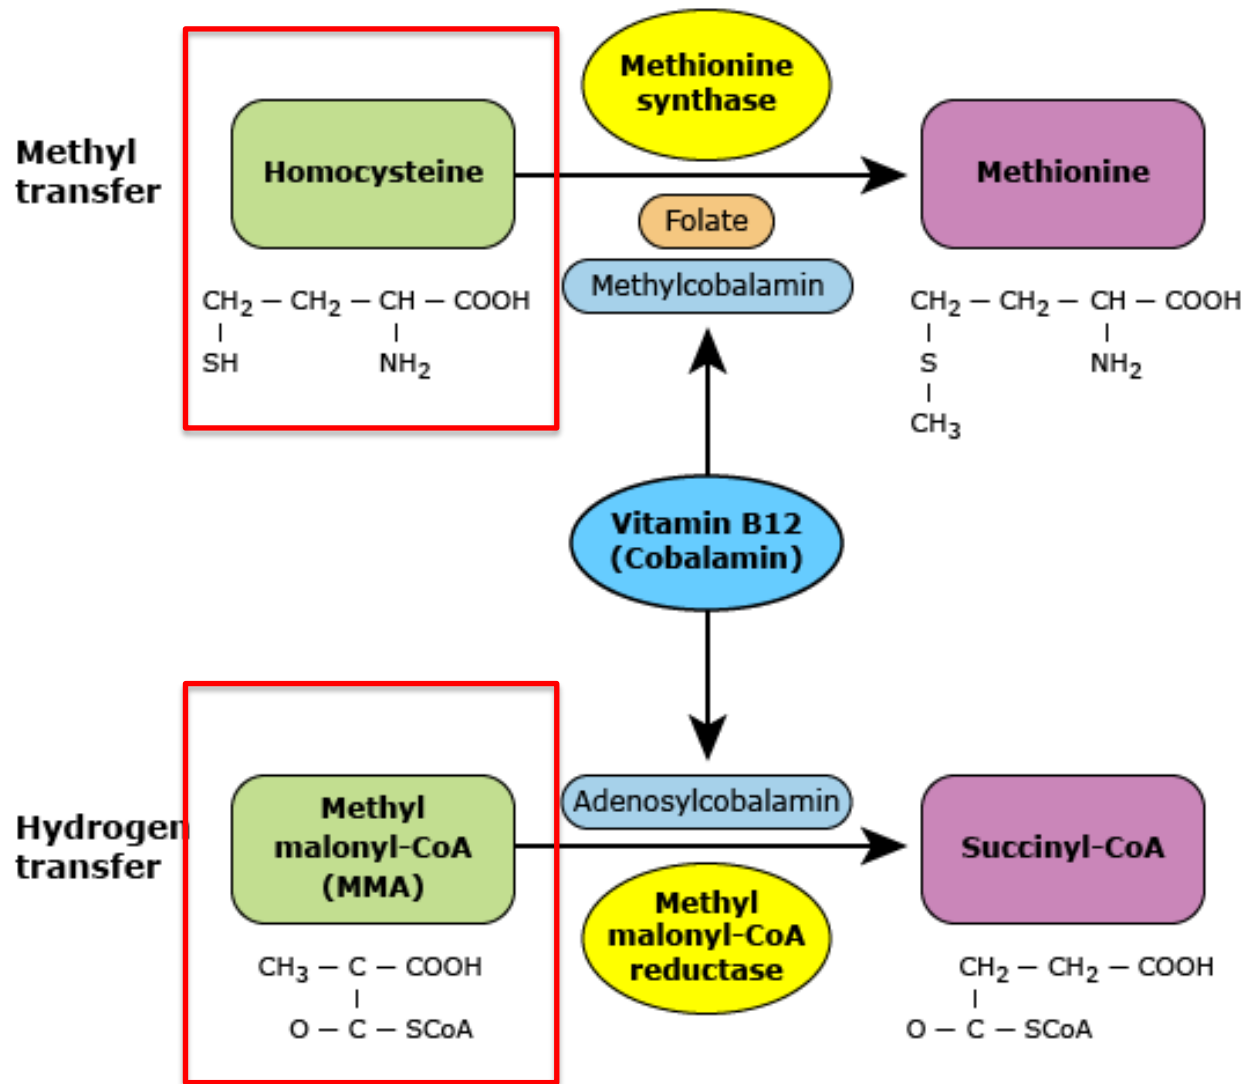 Methyl
transfer
Homocysteine
Methionine
synthase
Methionine
Folate
Methylcobalamin
CH2 – CH2 – CH – COOH
SH NH2
CH2 – CH2 – CH – COOH
S NH2
CH3
Vitamin B12
(Cobalamin)
Hydrogen
transfer
Methyl
malonyl-CoA
(MMA)
Adenosylcobalamin
Methyl
malonyl-CoA
reductase
Succinyl-CoA
CH3 – C – COOH
O – C – SCoA
CH2 – CH2 – COOH
O – C – SCoA